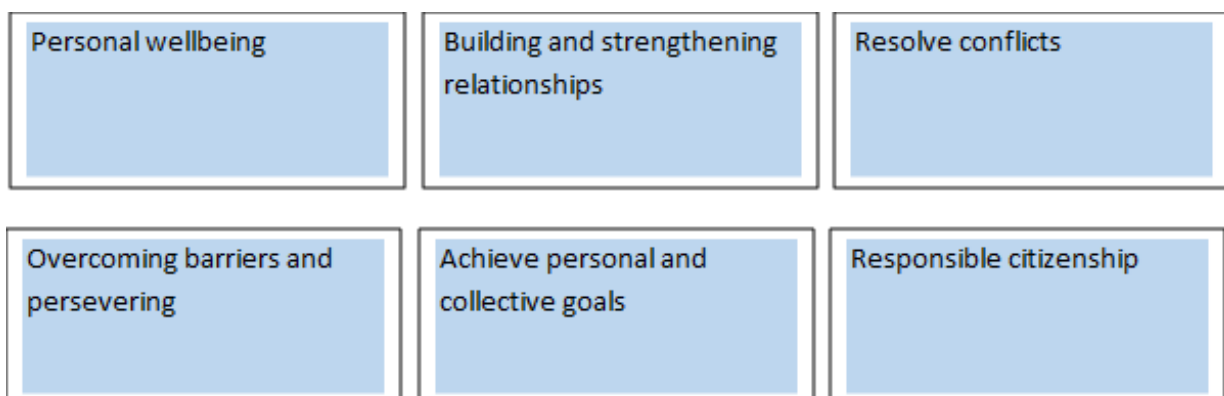 Personal wellbeing
Building and strengthening
relationships
Resolve conflicts
Overcoming barriers and
persevering
Achieve personal and
collective goals
Responsible citizenship